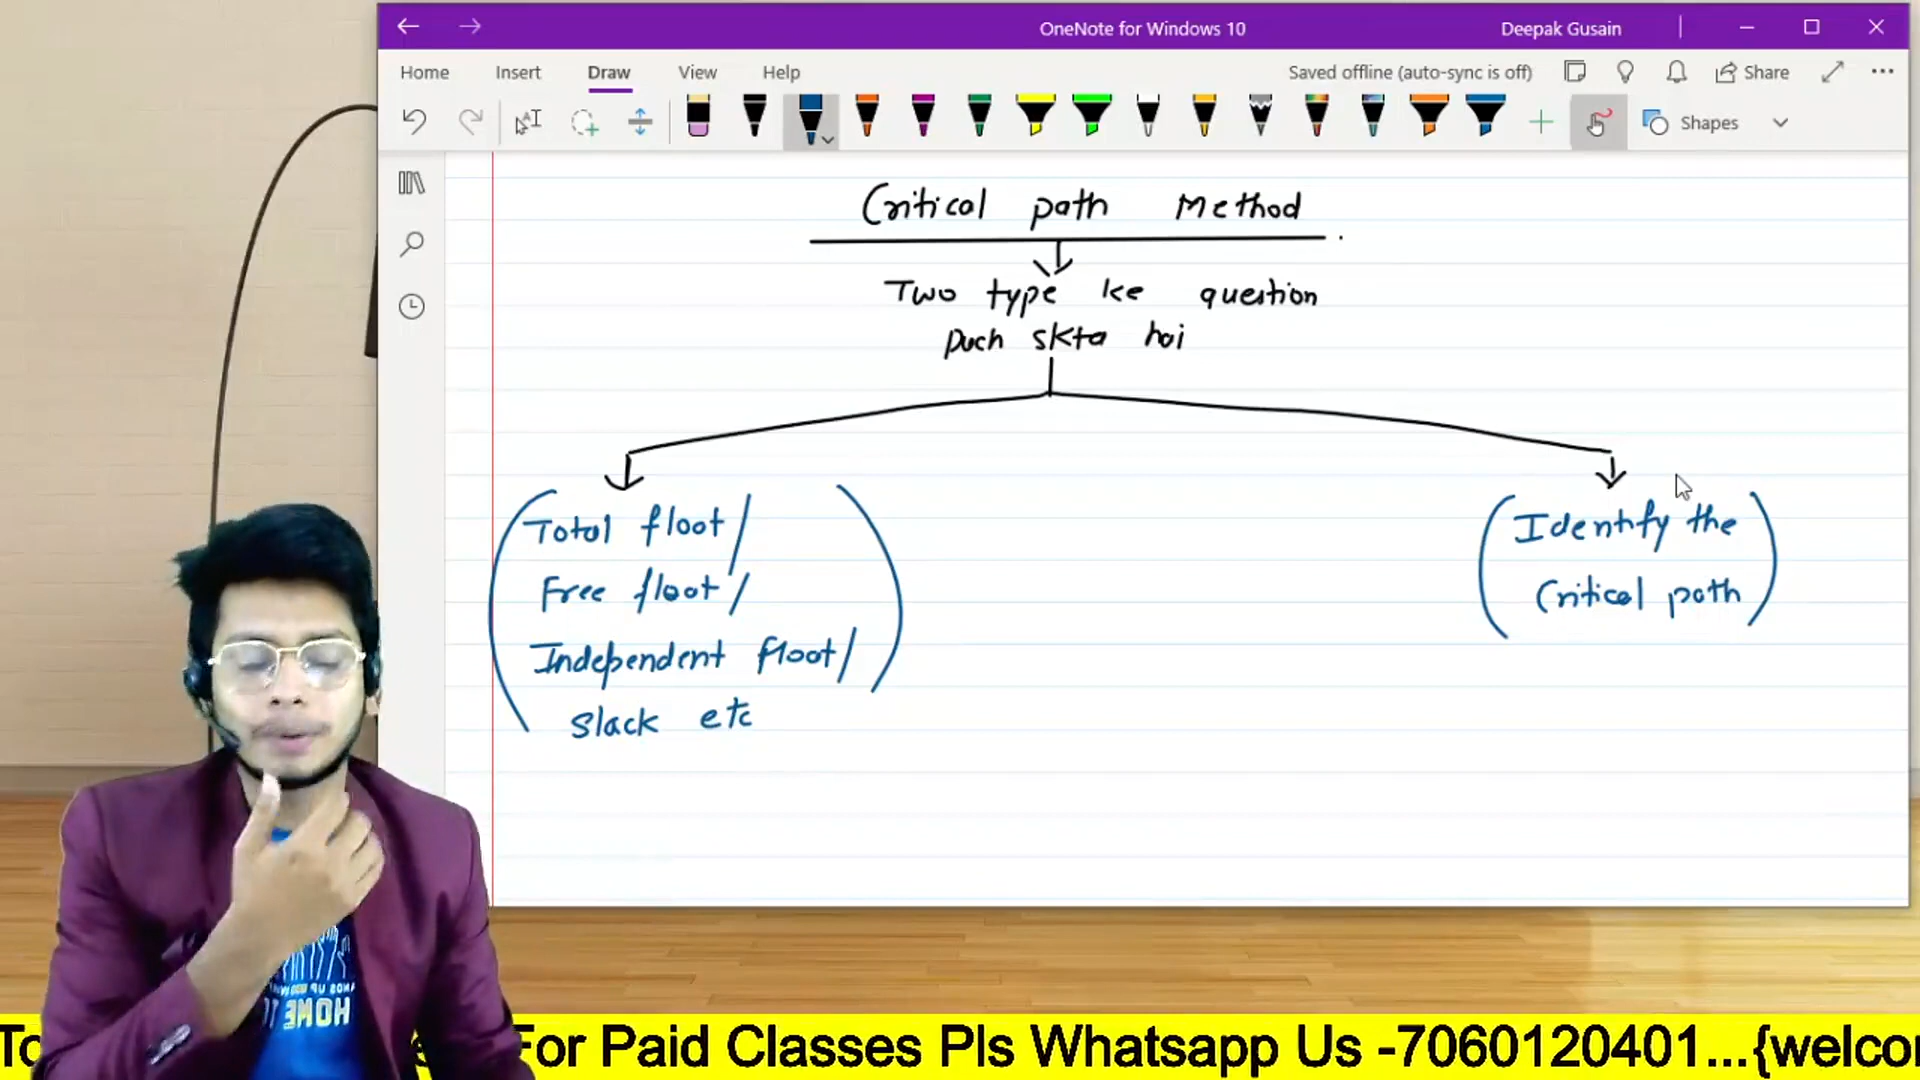 OneNote for Windows 10
Deepak Gusain
Home Insert Draw View Help
Saved offline (auto-sync is off)
Share
Shapes
Critical path Method
Two type ke question
puch skta hai
Total float/
Free float/
Independent float/
Slack etc
Identify the
Critical path
HOME
To
For Paid Classes Pls Whatsapp Us -7060120401...{welco